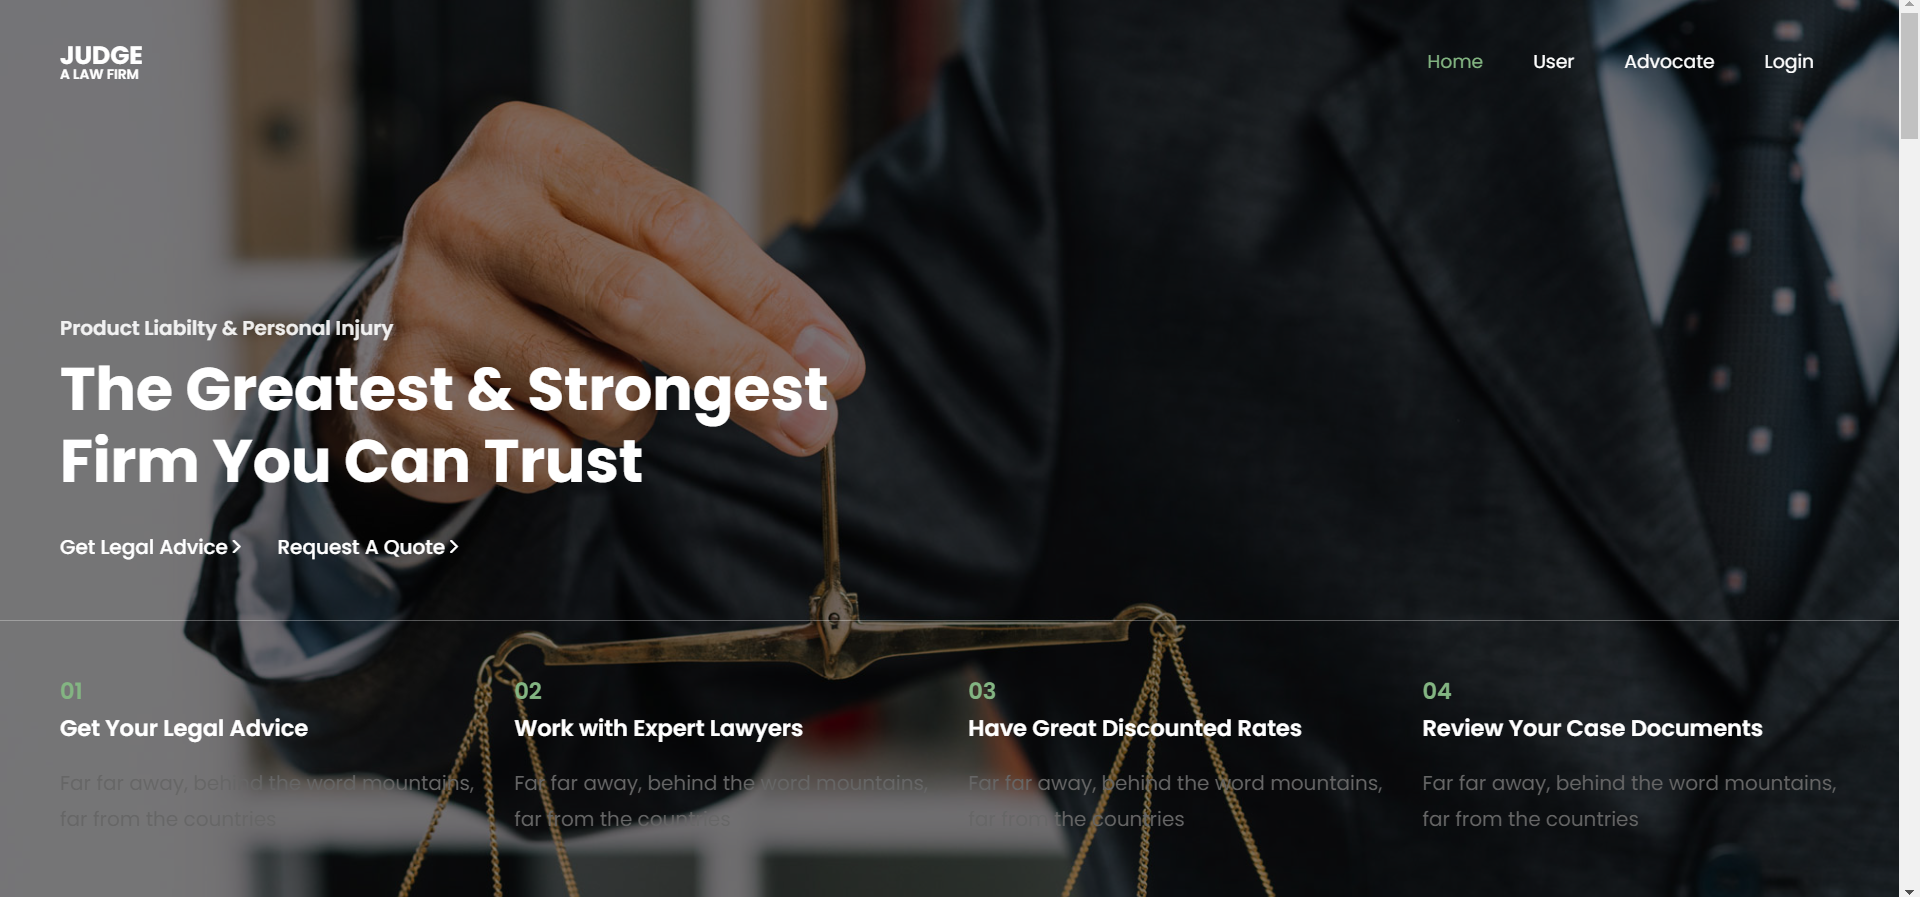 JUDGE
A LAW FIRM
Home
User
Advocate
Login
Product Liabilty & Personal Injury
The Greatest & Strongest
Firm You Can Trust
Get Legal Advice
Request A Quote
01
Get Your Legal Advice
Far far away, behind the word mountains,
far from the countries
02
Work with Expert Lawyers
Far far away, behind the word mountains,
far from the countries
03
Have Great Discounted Rates
Far far away, behind the word mountains,
far from the countries
04
Review Your Case Documents
Far far away, behind the word mountains,
far from the countries